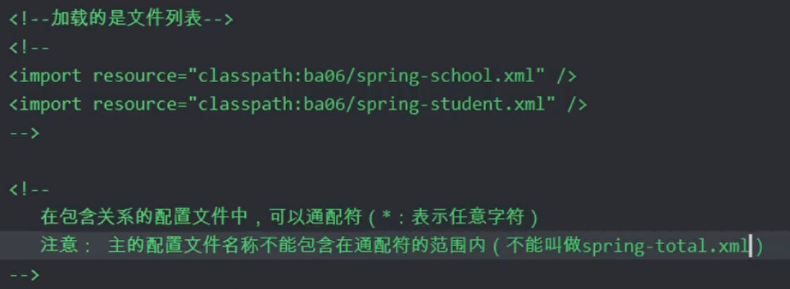 <!--加载的是文件列表-->
<!--
<import resource="classpath:ba06/spring-school.xml" />
<import resource="classpath:ba06/spring-student.xml" />
-->
<!--
在包含关系的配置文件中，可以通配符（*：表示任意字符）
注意： 主的配置文件名称不能包含在通配符的范围内（不能叫做spring-total.xml）
-->